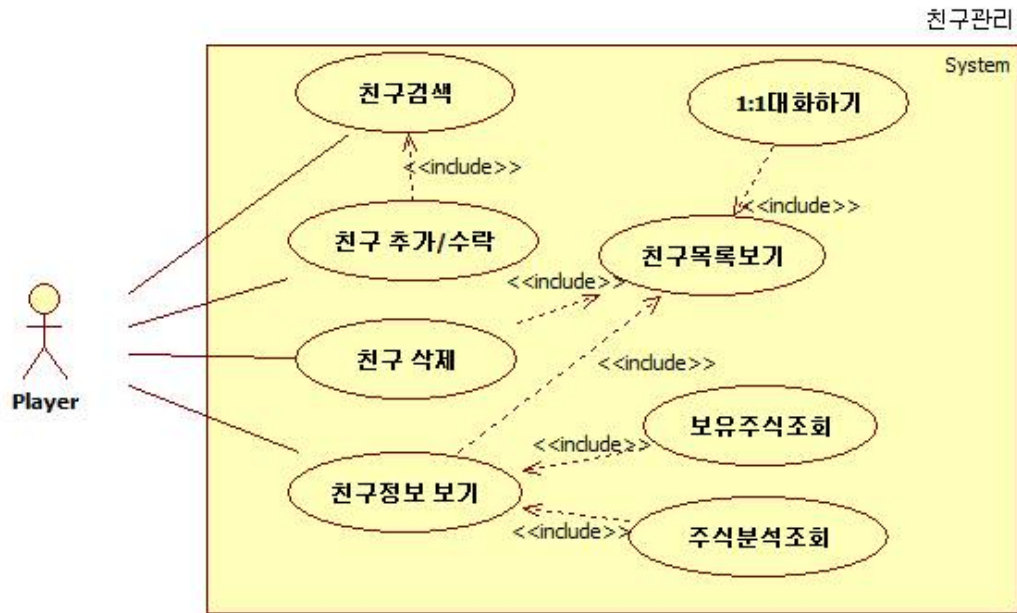 친구관리
System
친구검색
1:1대화하기
<<include>>
<<include>>
친구 추가/수락
친구목록보기
<<include>>
친구 삭제
<<include>>
Player
보유주식조회
<<include>>
친구정보 보기
<<include>>
주식분석조회